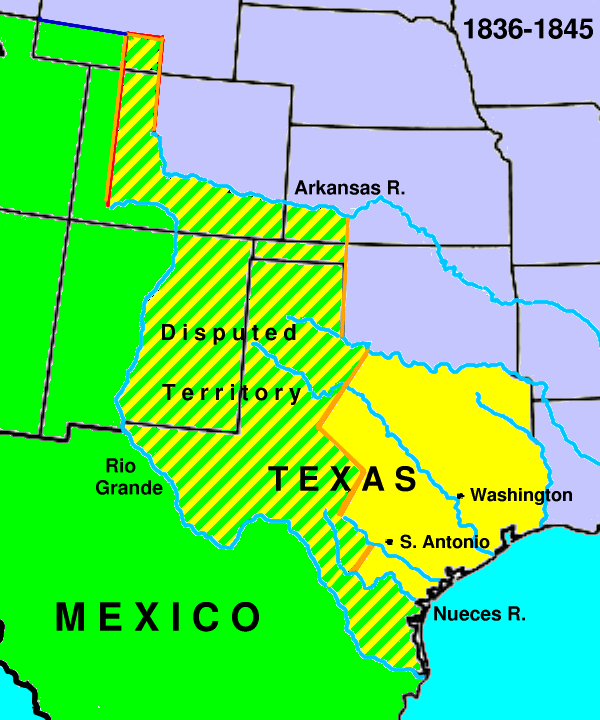 1836-1845
Arkansas R.
Disputed
Territory
Rio
Grande
TEXAS
Washington
S. Antonio
MEXICO
Nueces R.